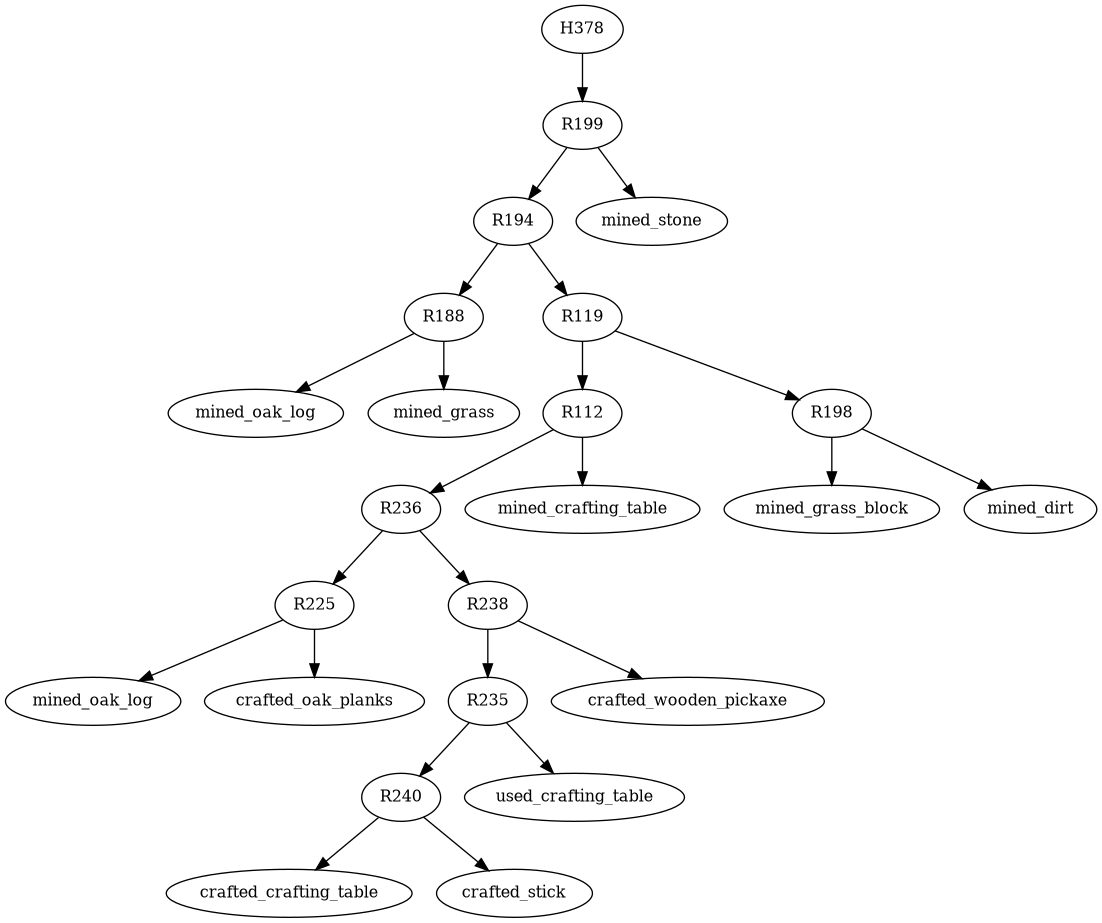 H378
R199
R194
mined_stone
R188
R119
mined_oak_log
mined_grass
R112
R198
R236
mined_crafting_table
mined_grass_block
mined_dirt
R225
R238
mined_oak_log
crafted_oak_planks
R235
crafted_wooden_pickaxe
R240
used_crafting_table
crafted_crafting_table
crafted_stick